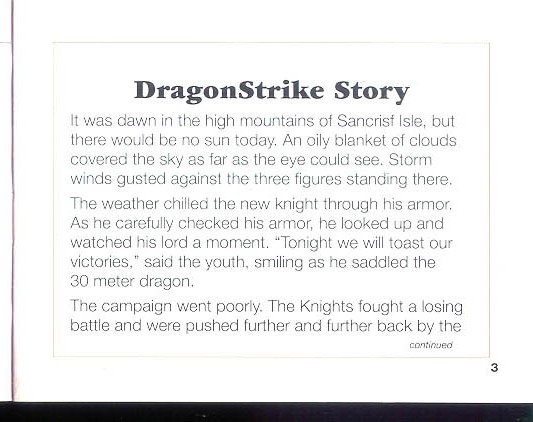 DragonStrike Story
It was dawn in the high mountains of Sancrist Isle, but
there would be no sun today. An oily blanket of clouds
covered the sky as far as the eye could see. Storm
winds gusted against the three figures standing there.
The weather chilled the new knight through his armor.
As he carefully checked his armor, he looked up and
watched his lord a moment. “Tonight we will toast our
victories,” said the youth, smiling as he saddled the
30 meter dragon.
The campaign went poorly. The Knights fought a losing
battle and were pushed further and further back by the
continued
3